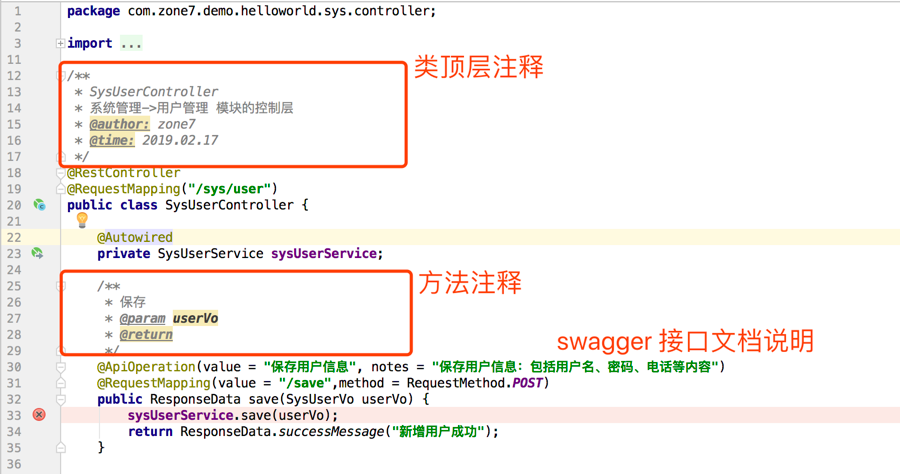 1 package com.zone7.demo.helloworld.sys.controller;
2
3 import ...
11
12 /**
13 * SysUserController
14 * 系统管理->用户管理 模块的控制层
15 * @author: zone7
16 * @time: 2019.02.17
17 */
类顶层注释
18 @RestController
19 @RequestMapping("/sys/user")
20 public class SysUserController {
21
22 @Autowired
23 private SysUserService sysUserService;
24
25 /**
26 * 保存
27 * @param userVo
28 * @return
29 */
方法注释
swagger 接口文档说明
30 @ApiOperation(value = "保存用户信息", notes = "保存用户信息：包括用户名、密码、电话等内容")
31 @RequestMapping(value = "/save",method = RequestMethod.POST)
32 public ResponseData save(SysUserVo userVo) {
33 sysUserService.save(userVo);
34 return ResponseData.successMessage("新增用户成功");
35 }
36